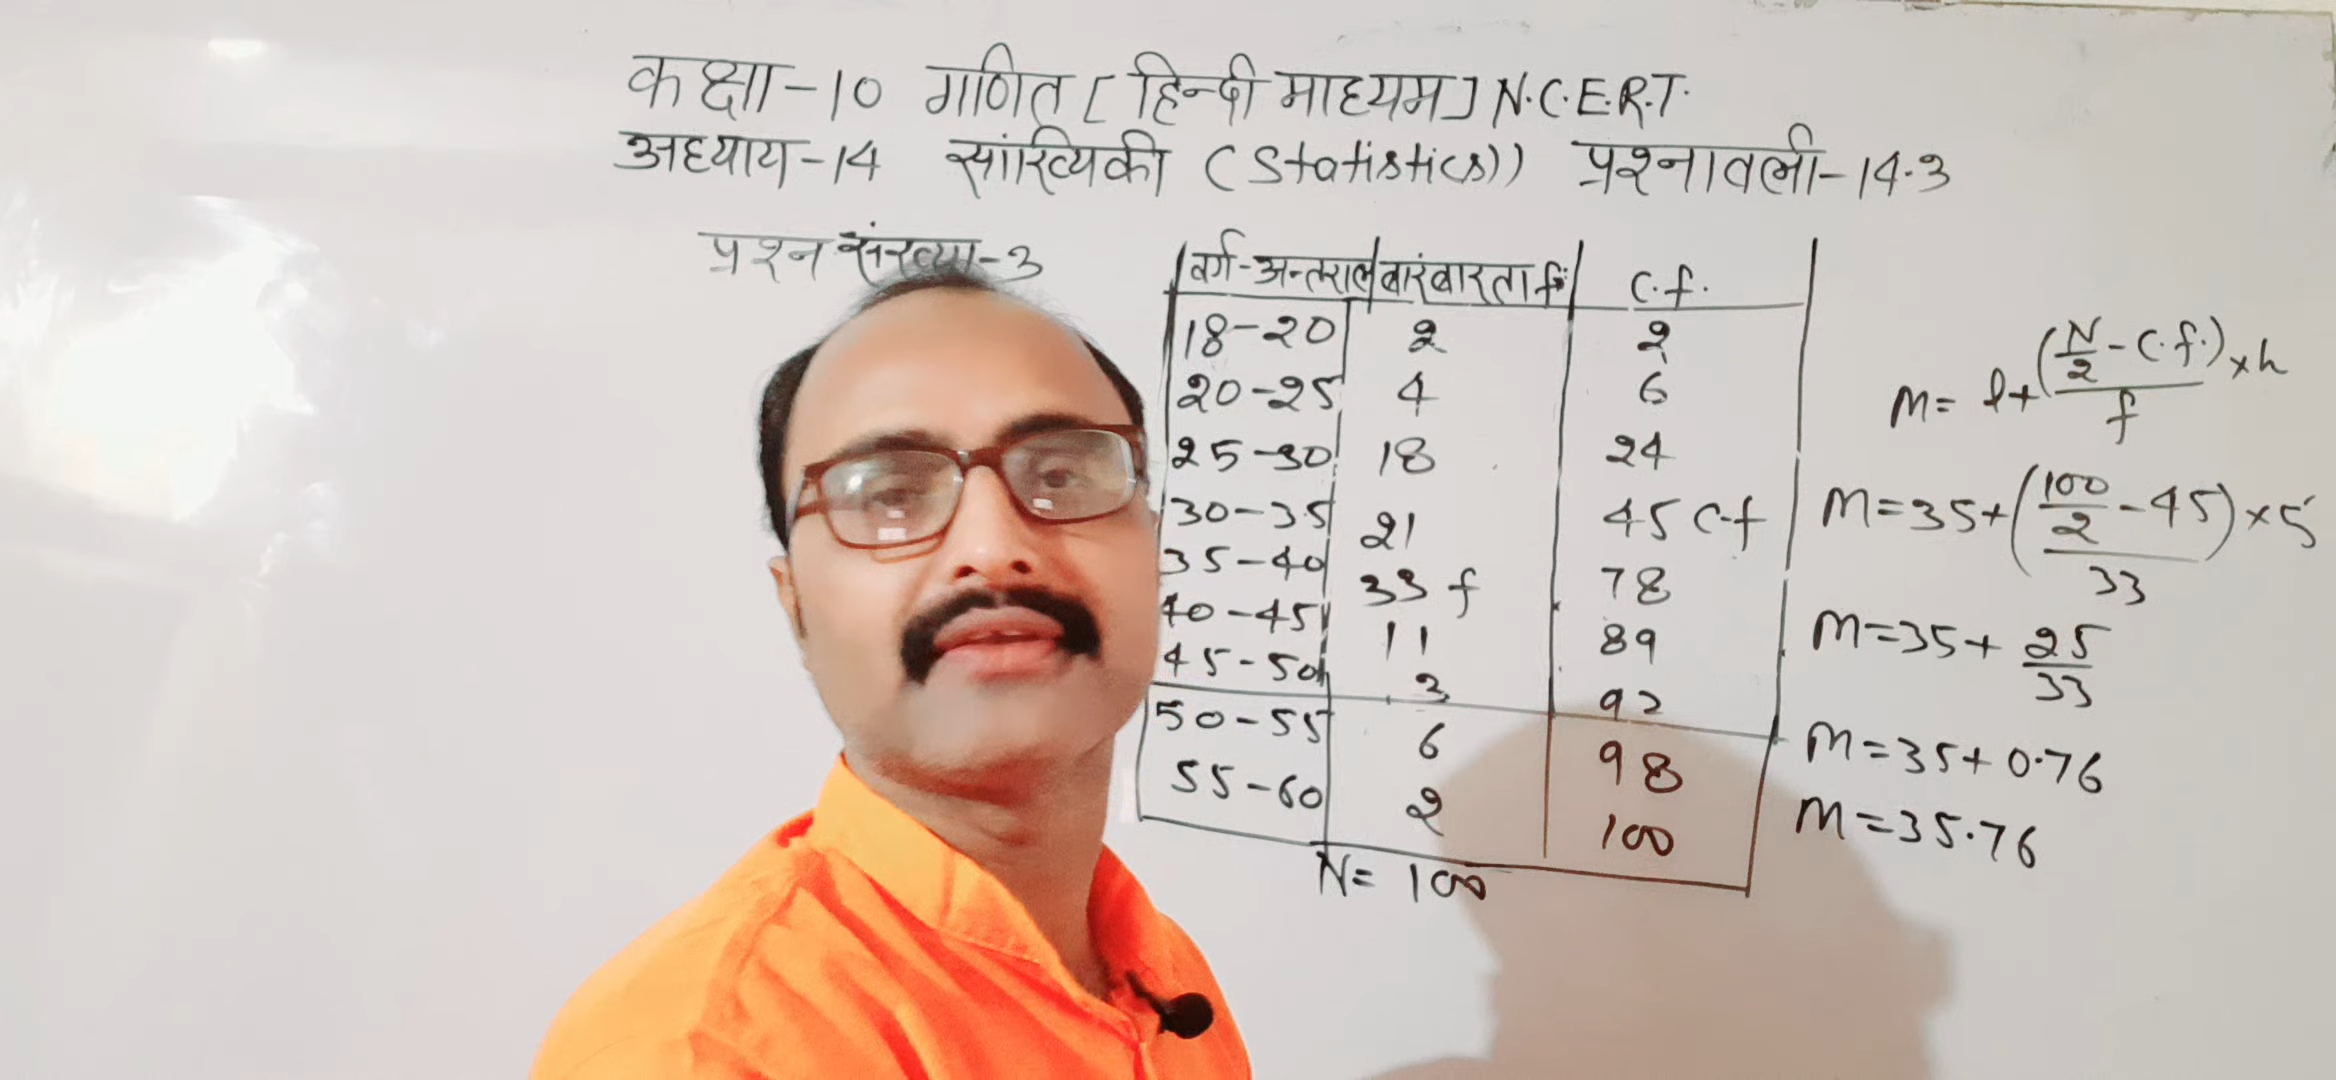 कक्षा-10 गणित [हिन्दी माध्यम] N.C.E.R.T.
अध्याय-14 सांख्यिकी (Statistics)) प्रश्नावली-14.3
प्रश्न संख्या-3
वर्ग-अन्तराल बारंबारता fi c.f.
18-20 2 2
20-25 4 6
25-30 18 24
30-35 21 45 c.f
35-40 33 f 78
40-45 11 89
45-50 3 92
50-55 6 98
55-60 2 100
N= 100
M= l+(N/2-c.f.)/f ×h
M=35+(100/2-45)/33 ×5
M=35+ 25/33
M=35+0.76
M=35.76